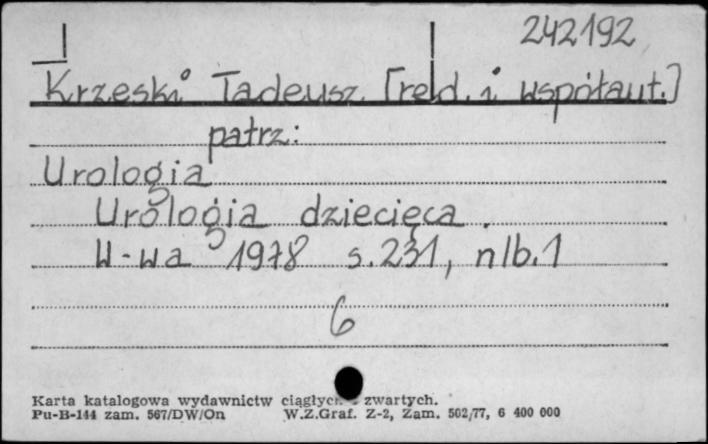 242192
Krzeski Tadeusz [red. i współaut.]
patrz:
Urologia
Urologia dziecięca.
W-wa 1978 s.231, nlb.1
6
Karta katalogowa wydawnictw zwartych.
Pu-B-144 zam. 567/DW/On W.Z.Graf. Z-2, Zam. 502/77, 6 400 000